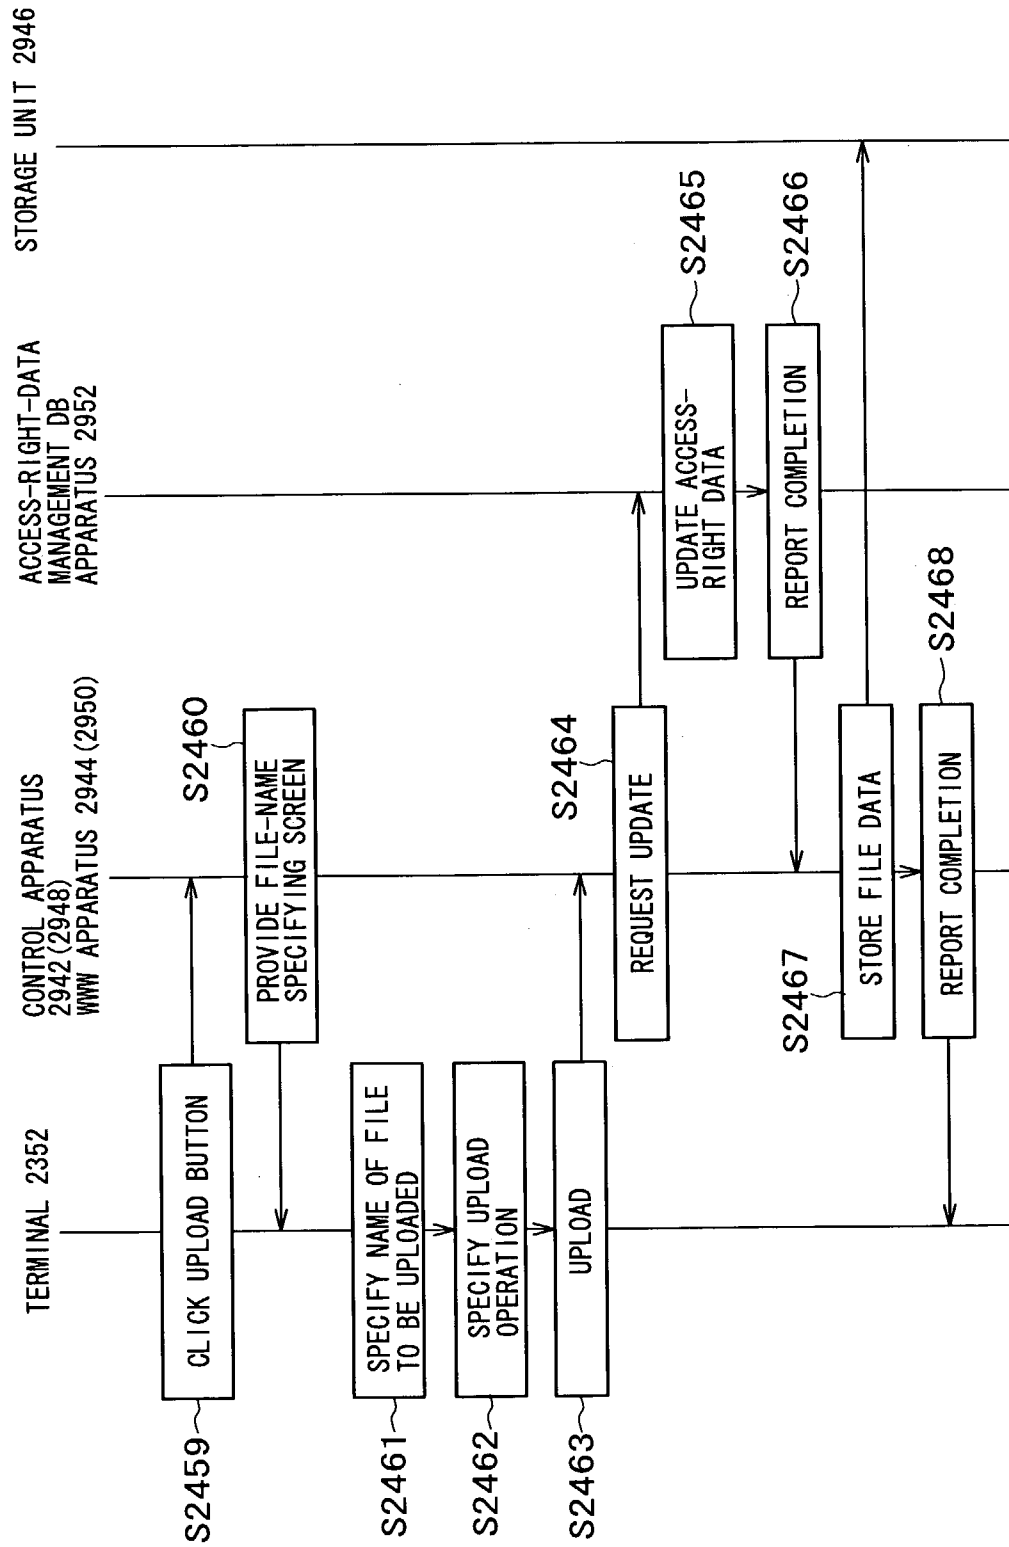 TERMINAL 2352
CONTROL APPARATUS
2942(2948)
WWW APPARATUS 2944(2950)
ACCESS-RIGHT-DATA
MANAGEMENT DB
APPARATUS 2952
STORAGE UNIT 2946
S2459
CLICK UPLOAD BUTTON
S2460
PROVIDE FILE-NAME
SPECIFYING SCREEN
S2461
SPECIFY NAME OF FILE
TO BE UPLOADED
S2462
SPECIFY UPLOAD
OPERATION
S2463
UPLOAD
S2464
REQUEST UPDATE
S2465
UPDATE ACCESS-
RIGHT DATA
S2466
REPORT COMPLETION
S2467
STORE FILE DATA
S2468
REPORT COMPLETION